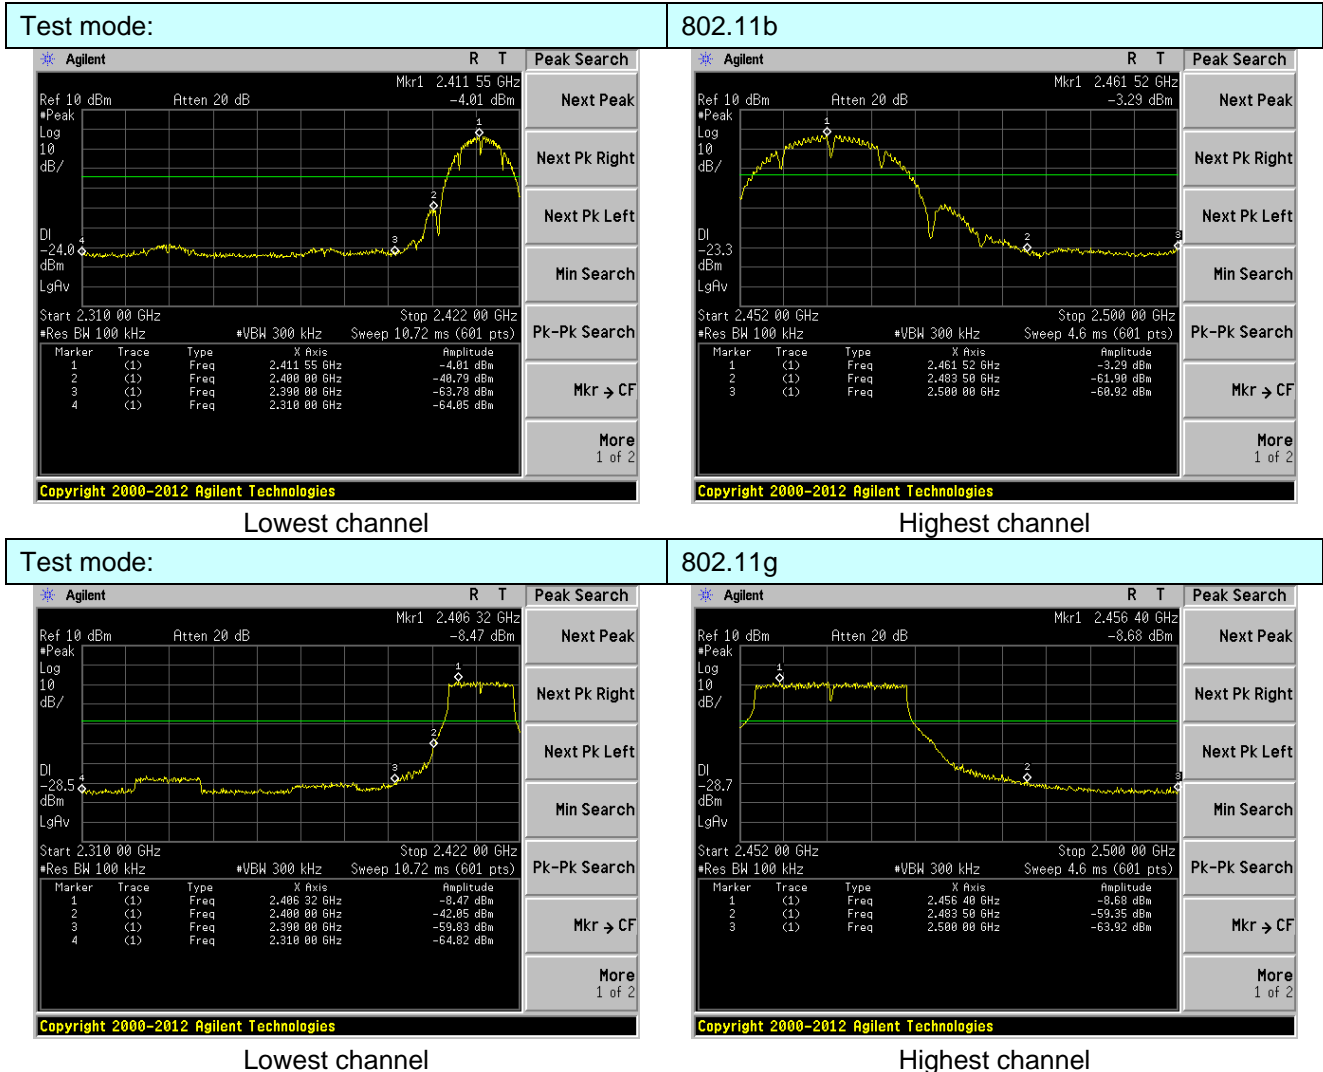 Test mode: 802.11b
Agilent R T Peak Search
Mkr1 2.411 55 GHz
Ref 10 dBm Atten 20 dB -4.01 dBm
#Peak
Log
10
dB/
1
2
3
4
DI
-24.0
dBm
LgAv
Start 2.310 00 GHz Stop 2.422 00 GHz
#Res BW 100 kHz #VBW 300 kHz Sweep 10.72 ms (601 pts)
Marker Trace Type X Axis Amplitude
1 (1) Freq 2.411 55 GHz -4.01 dBm
2 (1) Freq 2.400 00 GHz -40.79 dBm
3 (1) Freq 2.390 00 GHz -63.78 dBm
4 (1) Freq 2.310 00 GHz -64.05 dBm
Next Peak
Next Pk Right
Next Pk Left
Min Search
Pk-Pk Search
Mkr → CF
More
1 of 2
Copyright 2000-2012 Agilent Technologies
Lowest channel
Agilent R T Peak Search
Mkr1 2.461 52 GHz
Ref 10 dBm Atten 20 dB -3.29 dBm
#Peak
Log
10
dB/
1
2
3
DI
-23.3
dBm
LgAv
Start 2.452 00 GHz Stop 2.500 00 GHz
#Res BW 100 kHz #VBW 300 kHz Sweep 4.6 ms (601 pts)
Marker Trace Type X Axis Amplitude
1 (1) Freq 2.461 52 GHz -3.29 dBm
2 (1) Freq 2.483 50 GHz -61.90 dBm
3 (1) Freq 2.500 00 GHz -60.92 dBm
Next Peak
Next Pk Right
Next Pk Left
Min Search
Pk-Pk Search
Mkr → CF
More
1 of 2
Copyright 2000-2012 Agilent Technologies
Highest channel
Test mode: 802.11g
Agilent R T Peak Search
Mkr1 2.406 32 GHz
Ref 10 dBm Atten 20 dB -8.47 dBm
#Peak
Log
10
dB/
1
2
3
4
DI
-28.5
dBm
LgAv
Start 2.310 00 GHz Stop 2.422 00 GHz
#Res BW 100 kHz #VBW 300 kHz Sweep 10.72 ms (601 pts)
Marker Trace Type X Axis Amplitude
1 (1) Freq 2.406 32 GHz -8.47 dBm
2 (1) Freq 2.400 00 GHz -42.05 dBm
3 (1) Freq 2.390 00 GHz -59.83 dBm
4 (1) Freq 2.310 00 GHz -64.82 dBm
Next Peak
Next Pk Right
Next Pk Left
Min Search
Pk-Pk Search
Mkr → CF
More
1 of 2
Copyright 2000-2012 Agilent Technologies
Lowest channel
Agilent R T Peak Search
Mkr1 2.456 40 GHz
Ref 10 dBm Atten 20 dB -8.68 dBm
#Peak
Log
10
dB/
1
2
3
DI
-28.7
dBm
LgAv
Start 2.452 00 GHz Stop 2.500 00 GHz
#Res BW 100 kHz #VBW 300 kHz Sweep 4.6 ms (601 pts)
Marker Trace Type X Axis Amplitude
1 (1) Freq 2.456 40 GHz -8.68 dBm
2 (1) Freq 2.483 50 GHz -59.35 dBm
3 (1) Freq 2.500 00 GHz -63.92 dBm
Next Peak
Next Pk Right
Next Pk Left
Min Search
Pk-Pk Search
Mkr → CF
More
1 of 2
Copyright 2000-2012 Agilent Technologies
Highest channel